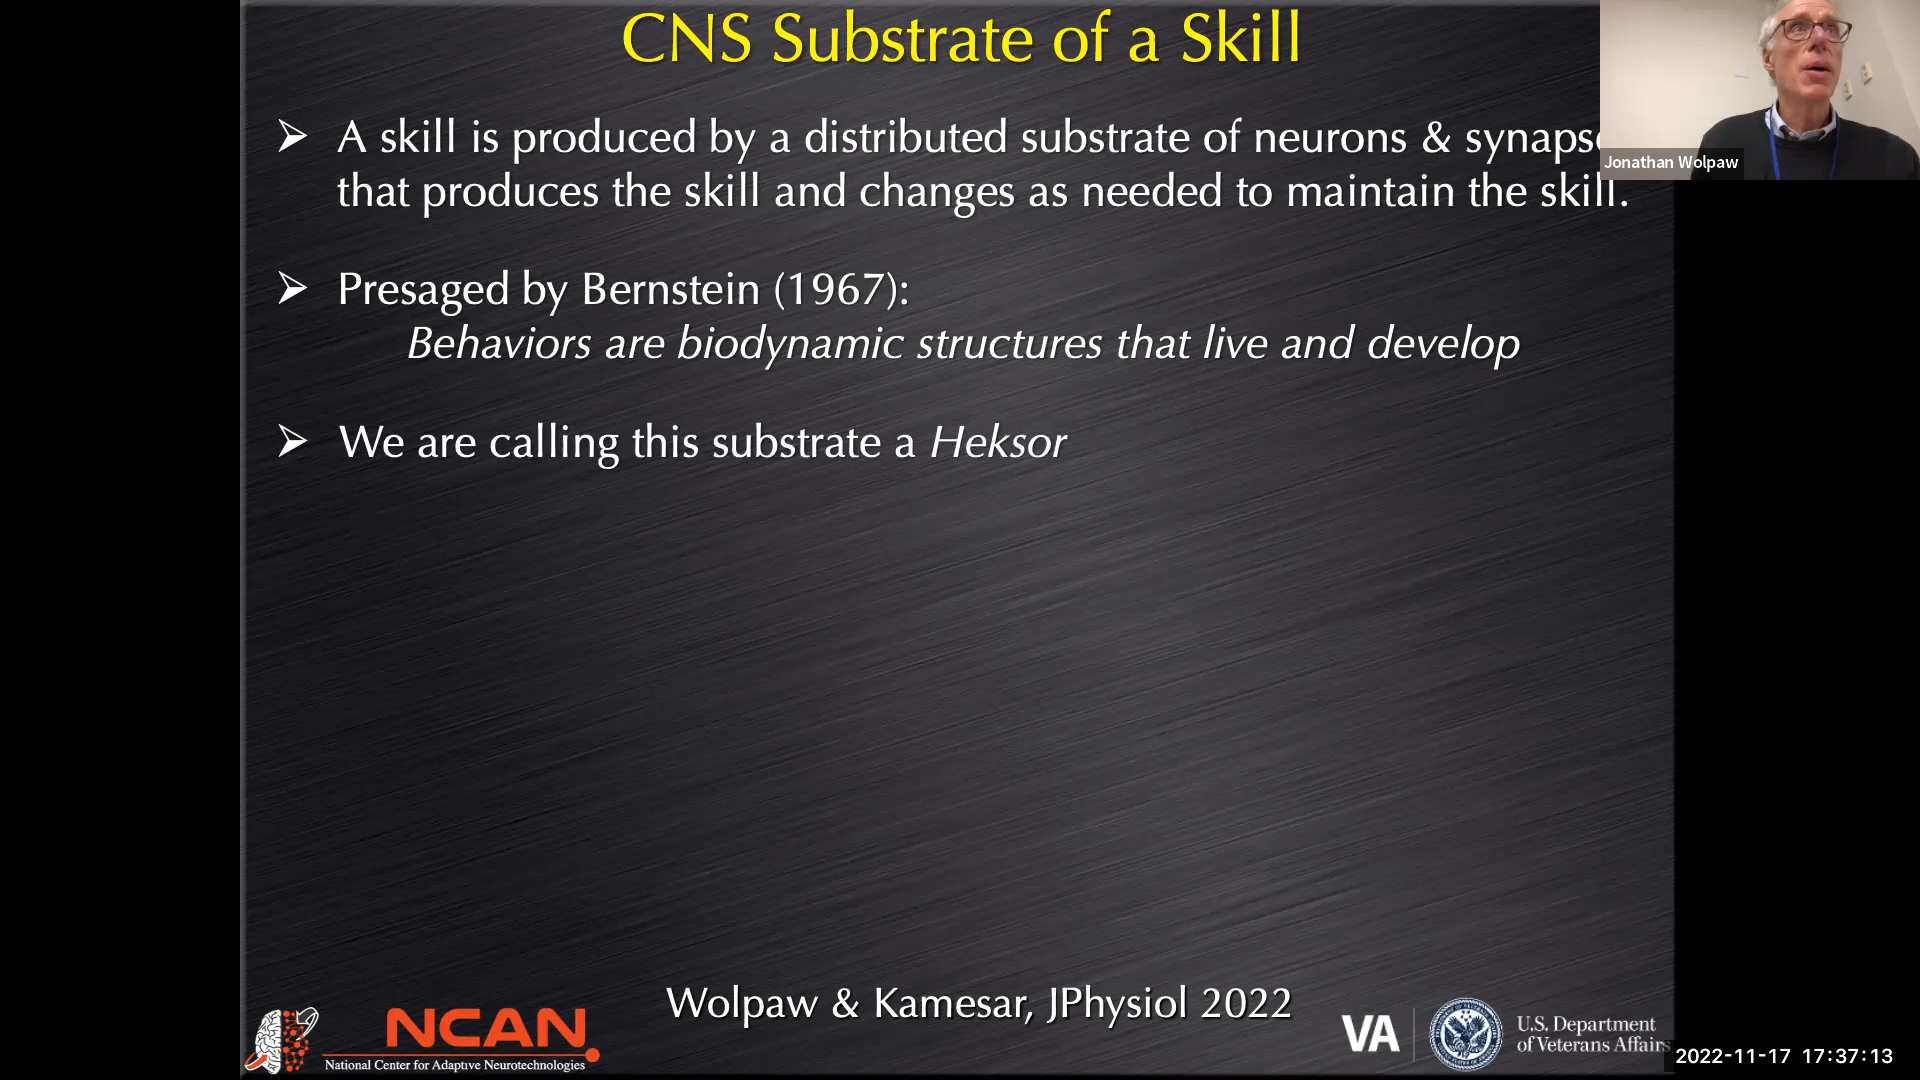 CNS Substrate of a Skill
A skill is produced by a distributed substrate of neurons & synaps
that produces the skill and changes as needed to maintain the skill.
Presaged by Bernstein (1967):
Behaviors are biodynamic structures that live and develop
We are calling this substrate a Heksor
Jonathan Wolpaw
Wolpaw & Kamesar, JPhysiol 2022
NCAN
National Center for Adaptive Neurotechnologies
VA
U.S. Department
of Veterans Affairs
2022-11-17 17:37:13